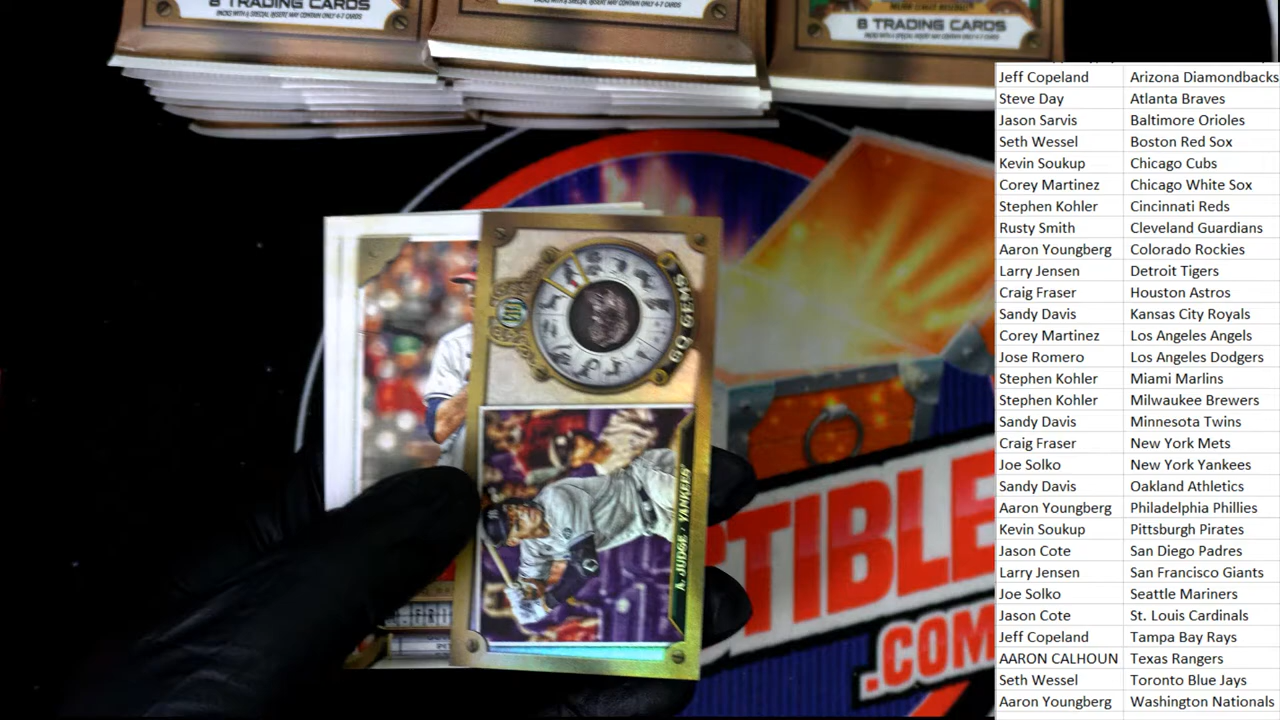 8 TRADING CARDS
8 TRADING CARDS
GQ GEMS
A. JUDGE · YANKEES
TIBLE
.COM
Jeff Copeland Arizona Diamondbacks
Steve Day Atlanta Braves
Jason Sarvis Baltimore Orioles
Seth Wessel Boston Red Sox
Kevin Soukup Chicago Cubs
Corey Martinez Chicago White Sox
Stephen Kohler Cincinnati Reds
Rusty Smith Cleveland Guardians
Aaron Youngberg Colorado Rockies
Larry Jensen Detroit Tigers
Craig Fraser Houston Astros
Sandy Davis Kansas City Royals
Corey Martinez Los Angeles Angels
Jose Romero Los Angeles Dodgers
Stephen Kohler Miami Marlins
Stephen Kohler Milwaukee Brewers
Sandy Davis Minnesota Twins
Craig Fraser New York Mets
Joe Solko New York Yankees
Sandy Davis Oakland Athletics
Aaron Youngberg Philadelphia Phillies
Kevin Soukup Pittsburgh Pirates
Jason Cote San Diego Padres
Larry Jensen San Francisco Giants
Joe Solko Seattle Mariners
Jason Cote St. Louis Cardinals
Jeff Copeland Tampa Bay Rays
AARON CALHOUN Texas Rangers
Seth Wessel Toronto Blue Jays
Aaron Youngberg Washington Nationals